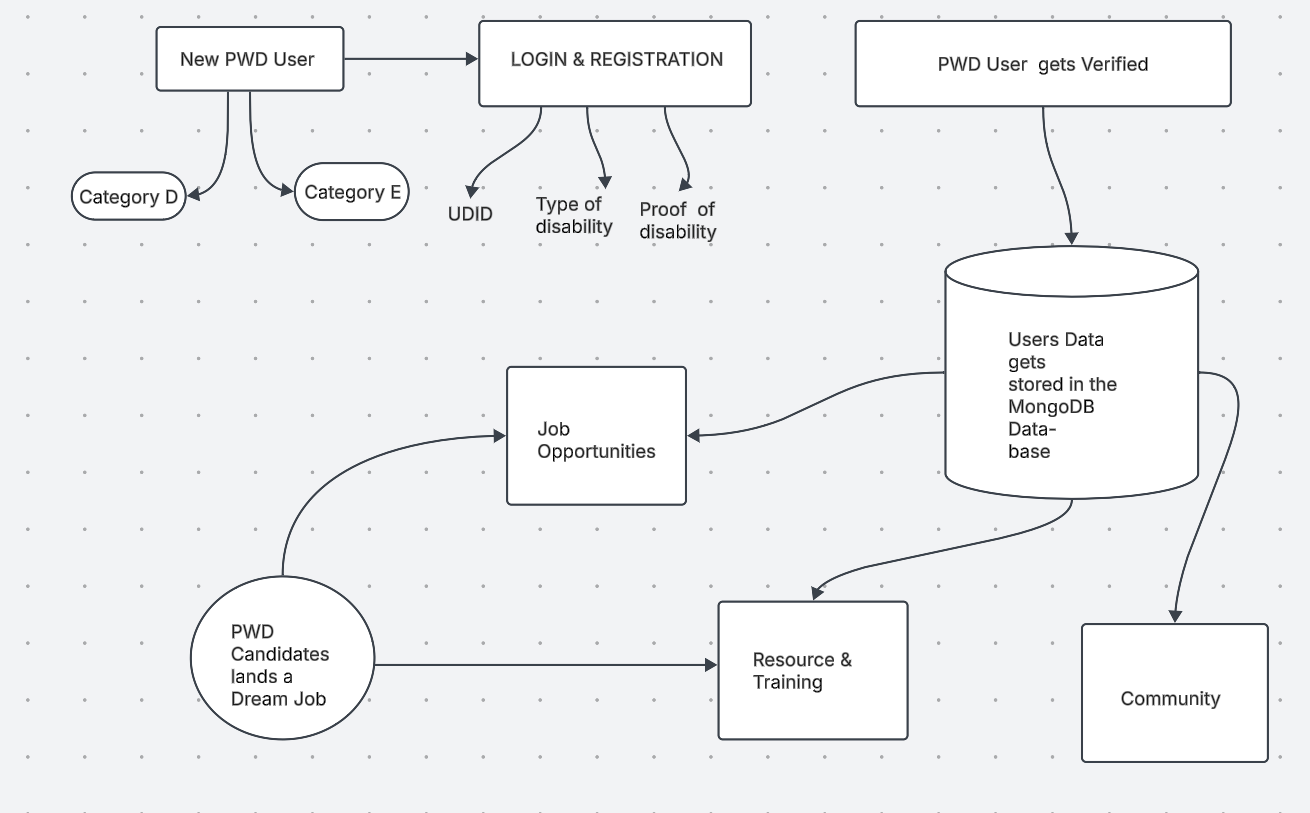 New PWD User
LOGIN & REGISTRATION
PWD User gets Verified
Category D
Category E
UDID
Type of
disability
Proof of
disability
Users Data
gets
stored in the
MongoDB
Data-
base
Job
Opportunities
PWD
Candidates
lands a
Dream Job
Resource &
Training
Community